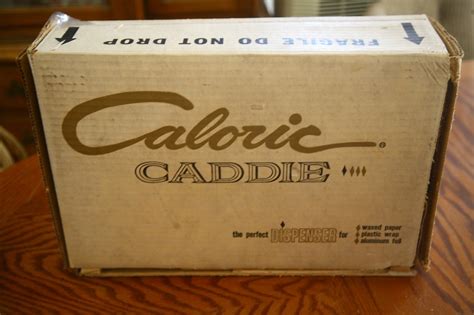 FRAGILE DO NOT DROP
Caloric®
CADDIE
the perfect DISPENSER for
waxed paper
plastic wrap
aluminum foil